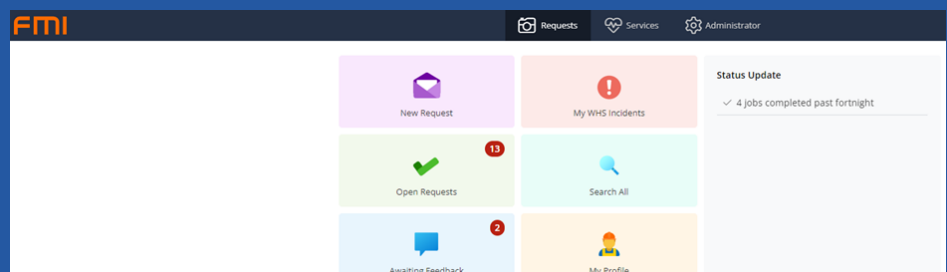 FMI
Requests
Services
Administrator
New Request
My WHS Incidents
Status Update
4 jobs completed past fortnight
13
Open Requests
Search All
2
Awaiting Feedback
My Profile